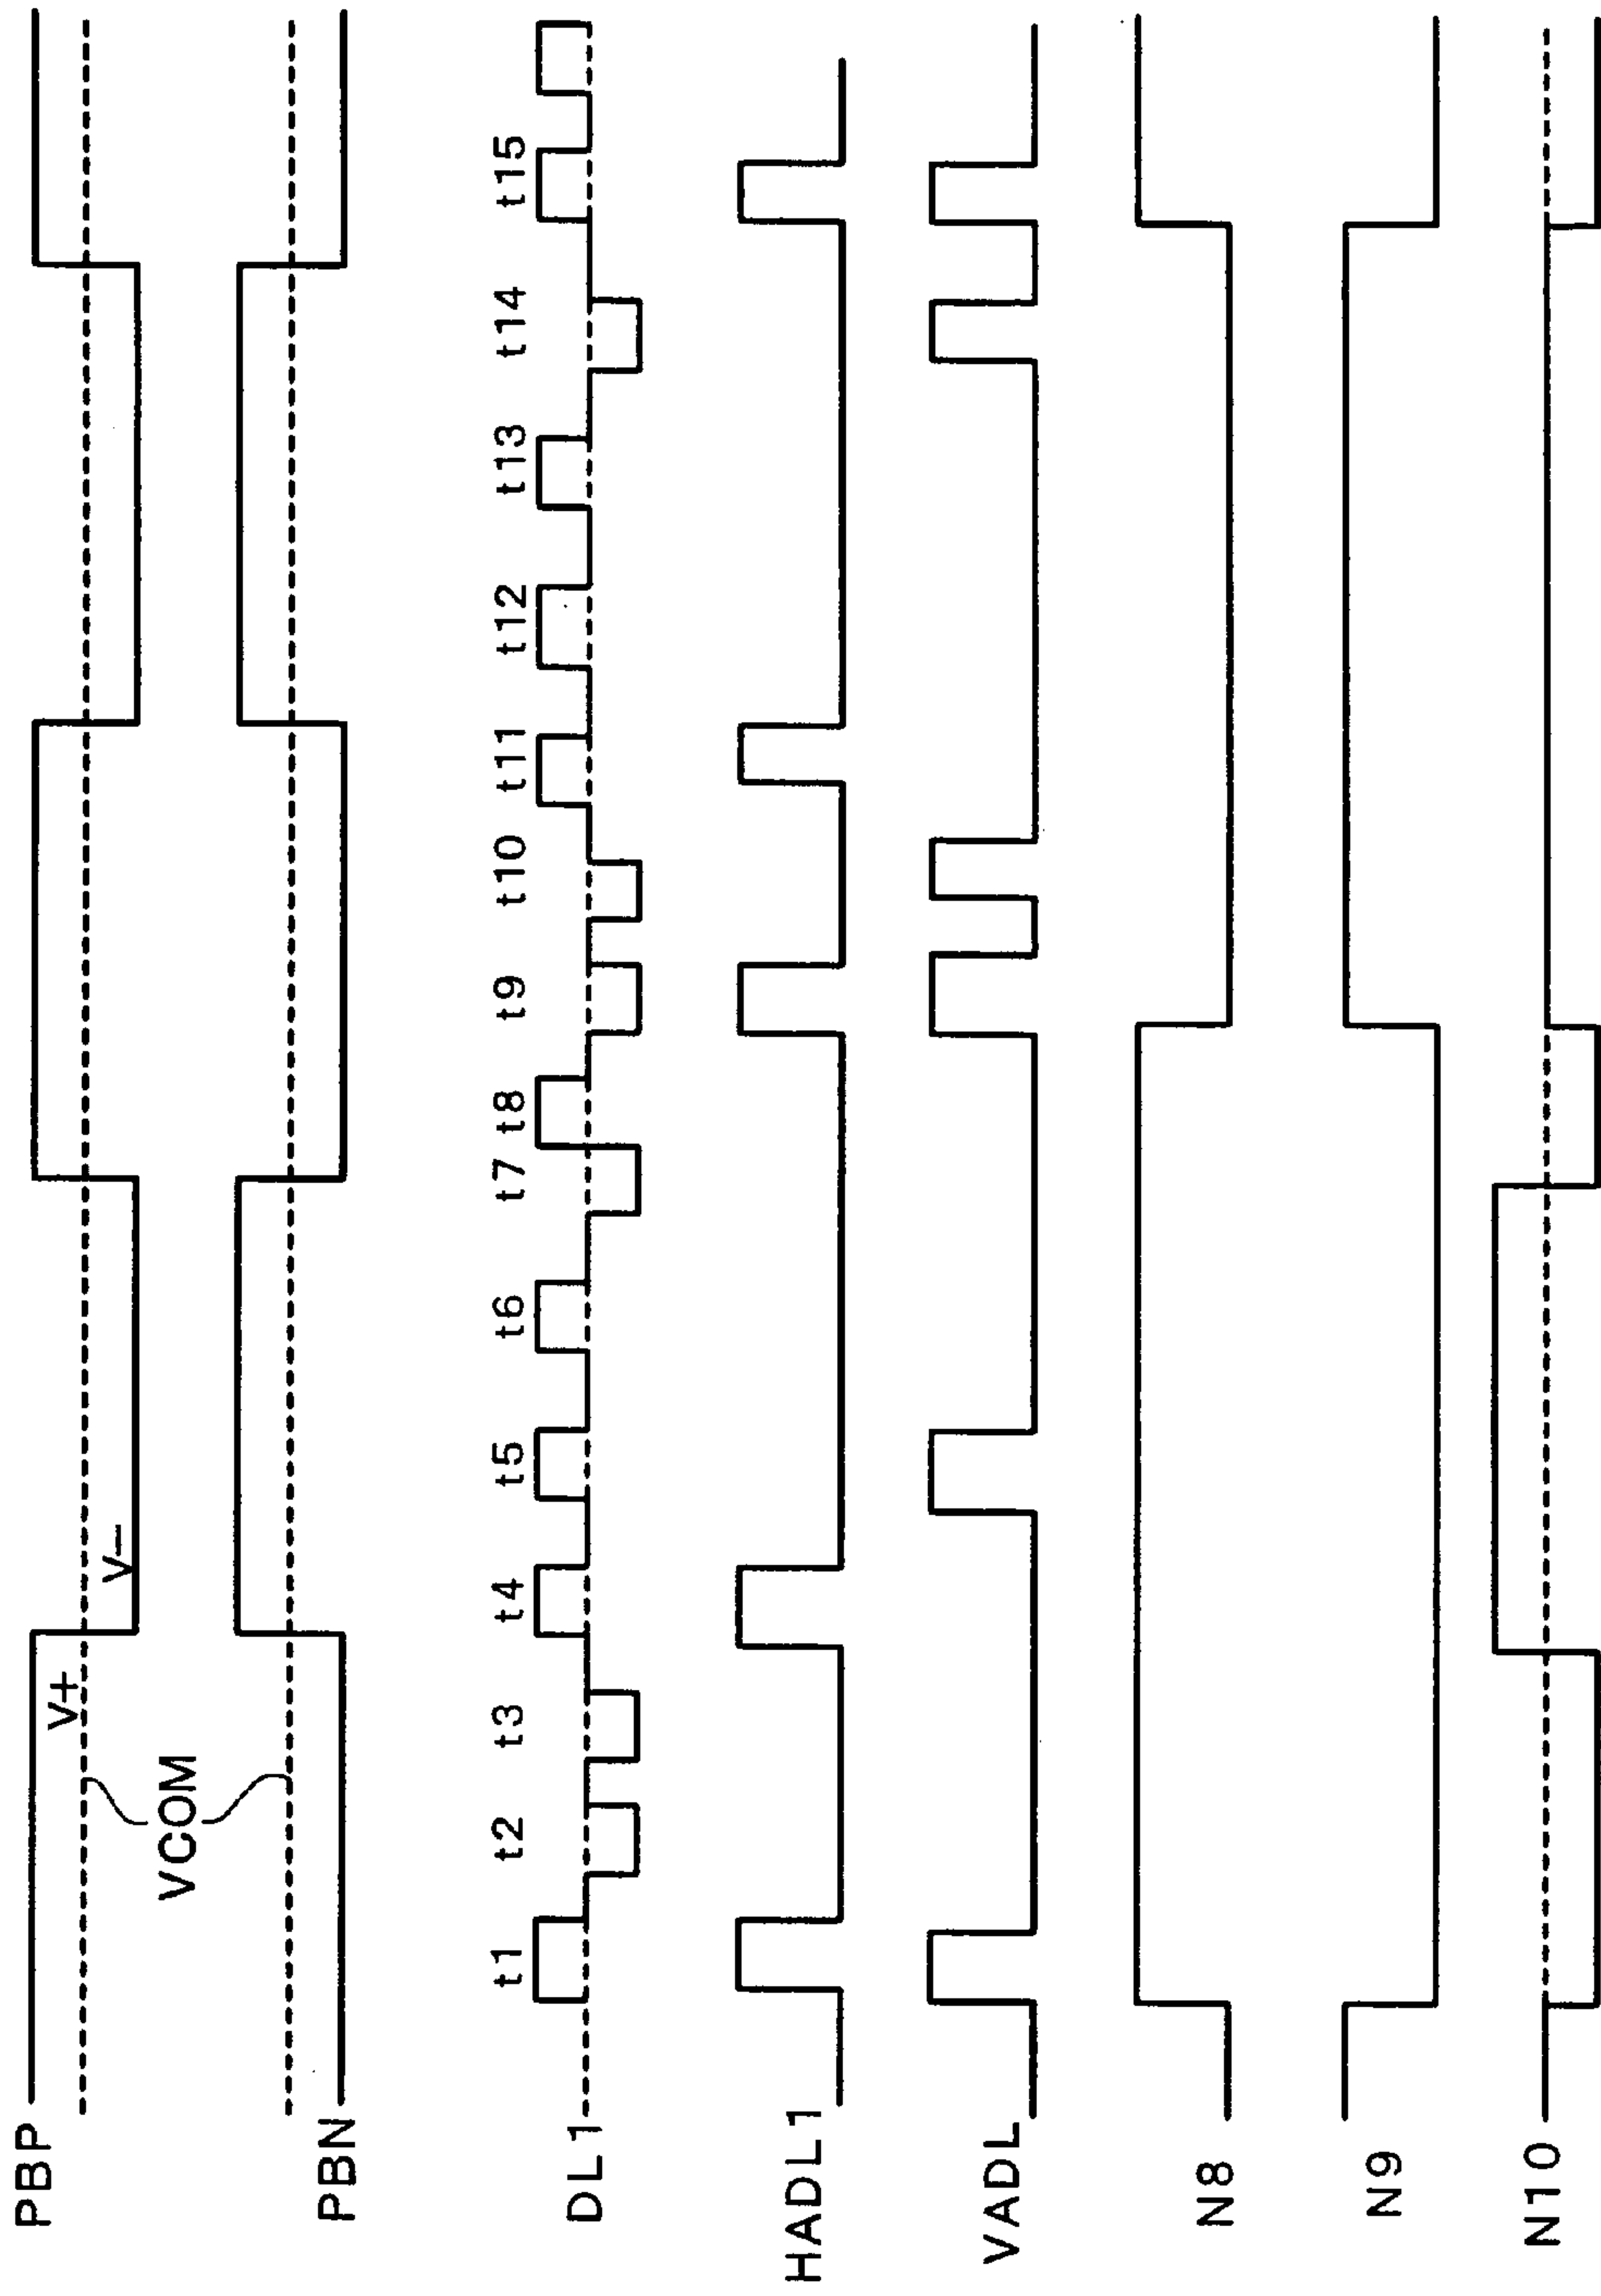 PBP
V+
V−
VCOM
PBN
t1 t2 t3 t4 t5 t6 t7 t8 t9 t10 t11 t12 t13 t14 t15
DL1
HADL1
VADL
N8
N9
N10